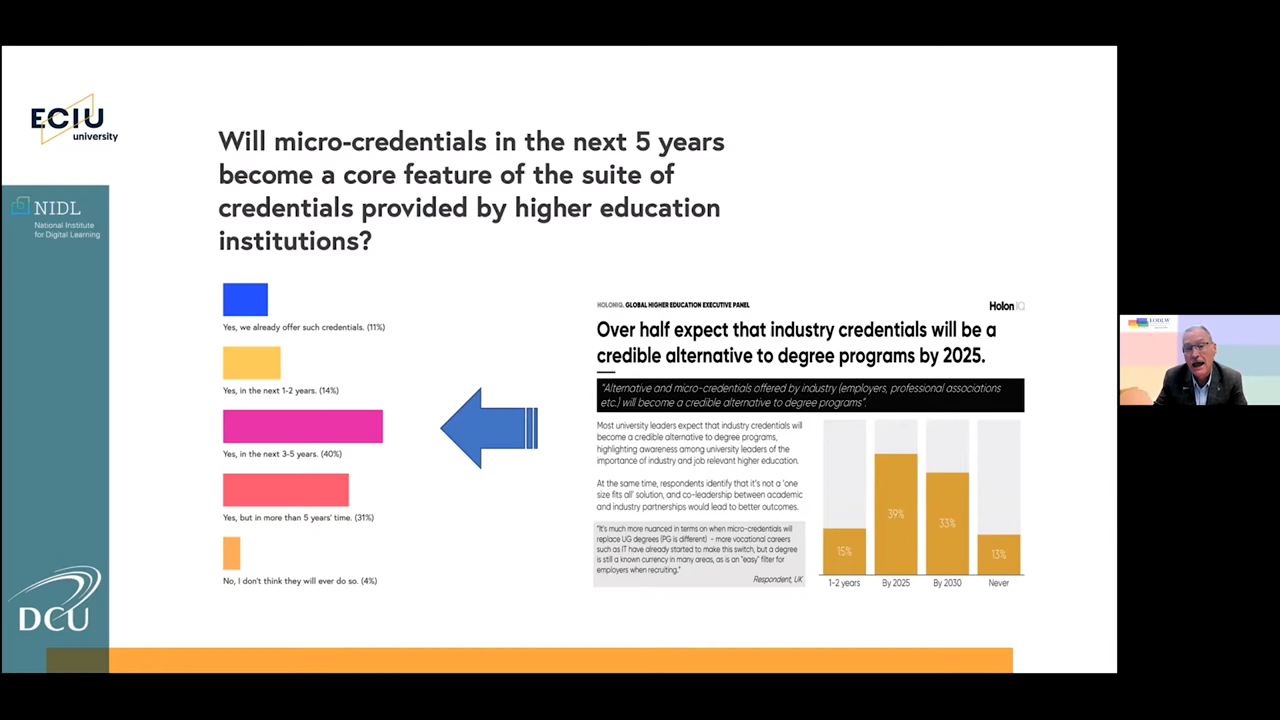 ECIU
university
NIDL
National Institute
for Digital Learning
DCU
Will micro-credentials in the next 5 years
become a core feature of the suite of
credentials provided by higher education
institutions?
Yes, we already offer such credentials. (11%)
Yes, in the next 1-2 years. (14%)
Yes, in the next 3-5 years. (40%)
Yes, but in more than 5 years' time. (31%)
No, I don't think they will ever do so. (4%)
HOLONIQ. GLOBAL HIGHER EDUCATION EXECUTIVE PANEL
HolonIQ
Over half expect that industry credentials will be a
credible alternative to degree programs by 2025.
"Alternative and micro-credentials offered by industry (employers, professional associations
etc.) will become a credible alternative to degree programs".
Most university leaders expect that industry credentials will
become a credible alternative to degree programs,
highlighting awareness among university leaders of the
importance of industry and job relevant higher education.
At the same time, respondents identify that it's not a 'one
size fits all' solution, and co-leadership between academic
and industry partnerships would lead to better outcomes.
"It's much more nuanced in terms on when micro-credentials will
replace UG degrees (PG is different) - more vocational careers
such as IT have already started to make this switch, but a degree
is still a known currency in many areas, as is an "easy" filter for
employers when recruiting."
Respondent, UK
15%
39%
33%
13%
1-2 years
By 2025
By 2030
Never
EODLW